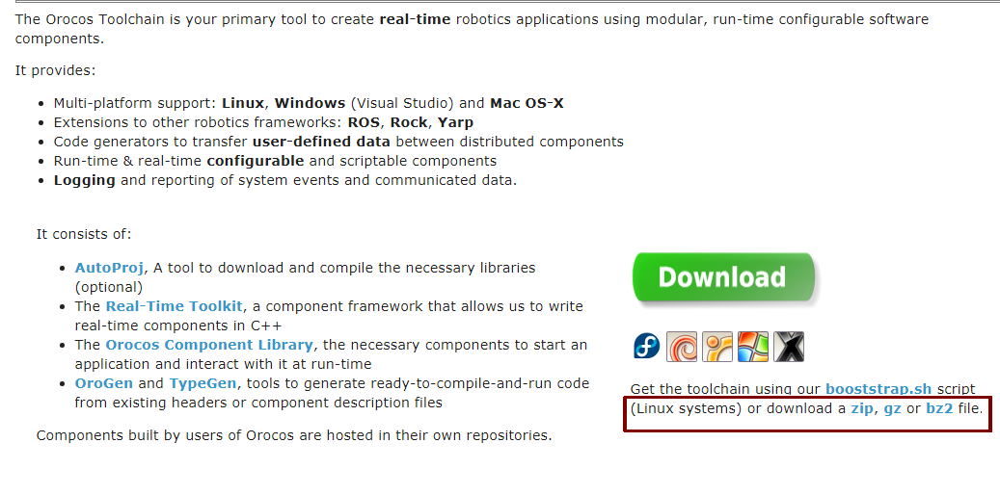 The Orocos Toolchain is your primary tool to create real-time robotics applications using modular, run-time configurable software
components.
It provides:
• Multi-platform support: Linux, Windows (Visual Studio) and Mac OS-X
• Extensions to other robotics frameworks: ROS, Rock, Yarp
• Code generators to transfer user-defined data between distributed components
• Run-time & real-time configurable and scriptable components
• Logging and reporting of system events and communicated data.
It consists of:
• AutoProj, A tool to download and compile the necessary libraries
(optional)
• The Real-Time Toolkit, a component framework that allows us to write
real-time components in C++
• The Orocos Component Library, the necessary components to start an
application and interact with it at run-time
• OroGen and TypeGen, tools to generate ready-to-compile-and-run code
from existing headers or component description files
Components built by users of Orocos are hosted in their own repositories.
Download
Get the toolchain using our booststrap.sh script
(Linux systems) or download a zip, gz or bz2 file.